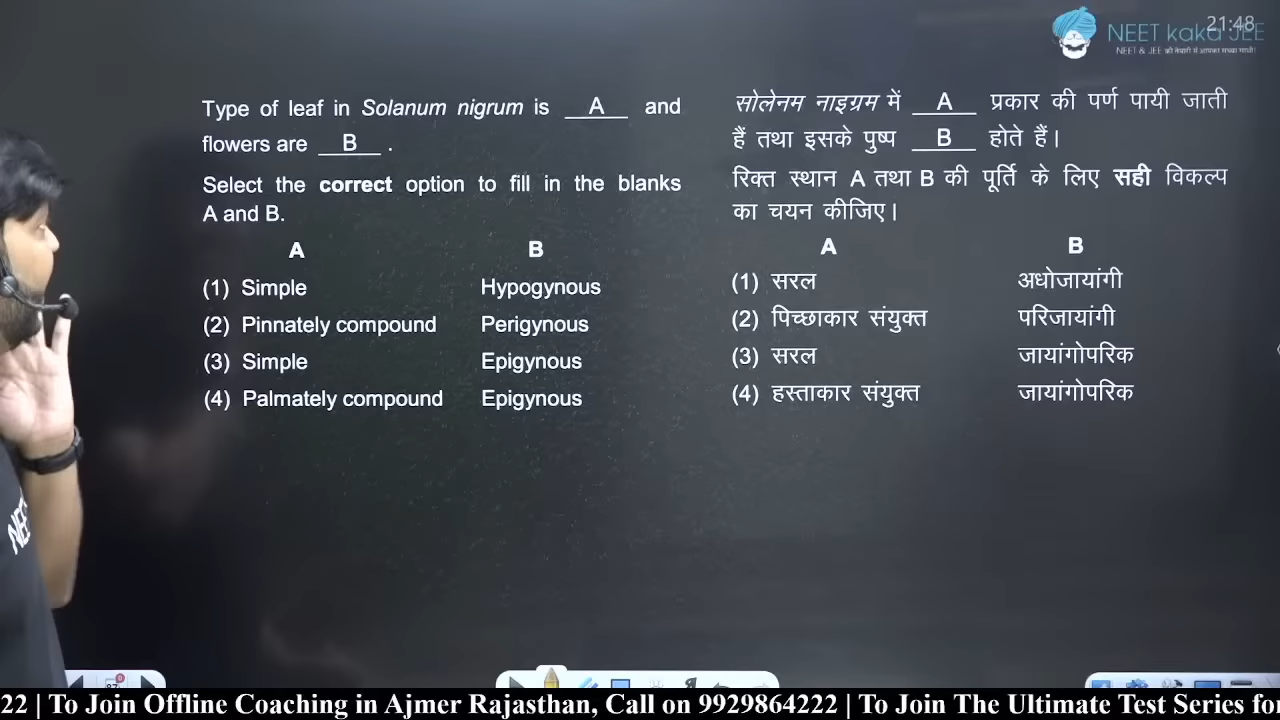 21:48
NEET kaka JEE
NEET & JEE की तैयारी में आपका सच्चा साथी!
Type of leaf in Solanum nigrum is A and
flowers are B .
Select the correct option to fill in the blanks
A and B.
A B
(1) Simple Hypogynous
(2) Pinnately compound Perigynous
(3) Simple Epigynous
(4) Palmately compound Epigynous
सोलेनम नाइग्रम में A प्रकार की पर्ण पायी जाती
हैं तथा इसके पुष्प B होते हैं।
रिक्त स्थान A तथा B की पूर्ति के लिए सही विकल्प
का चयन कीजिए।
A B
(1) सरल अधोजायांगी
(2) पिच्छाकार संयुक्त परिजायांगी
(3) सरल जायांगोपरिक
(4) हस्ताकार संयुक्त जायांगोपरिक
22 | To Join Offline Coaching in Ajmer Rajasthan, Call on 9929864222 | To Join The Ultimate Test Series for